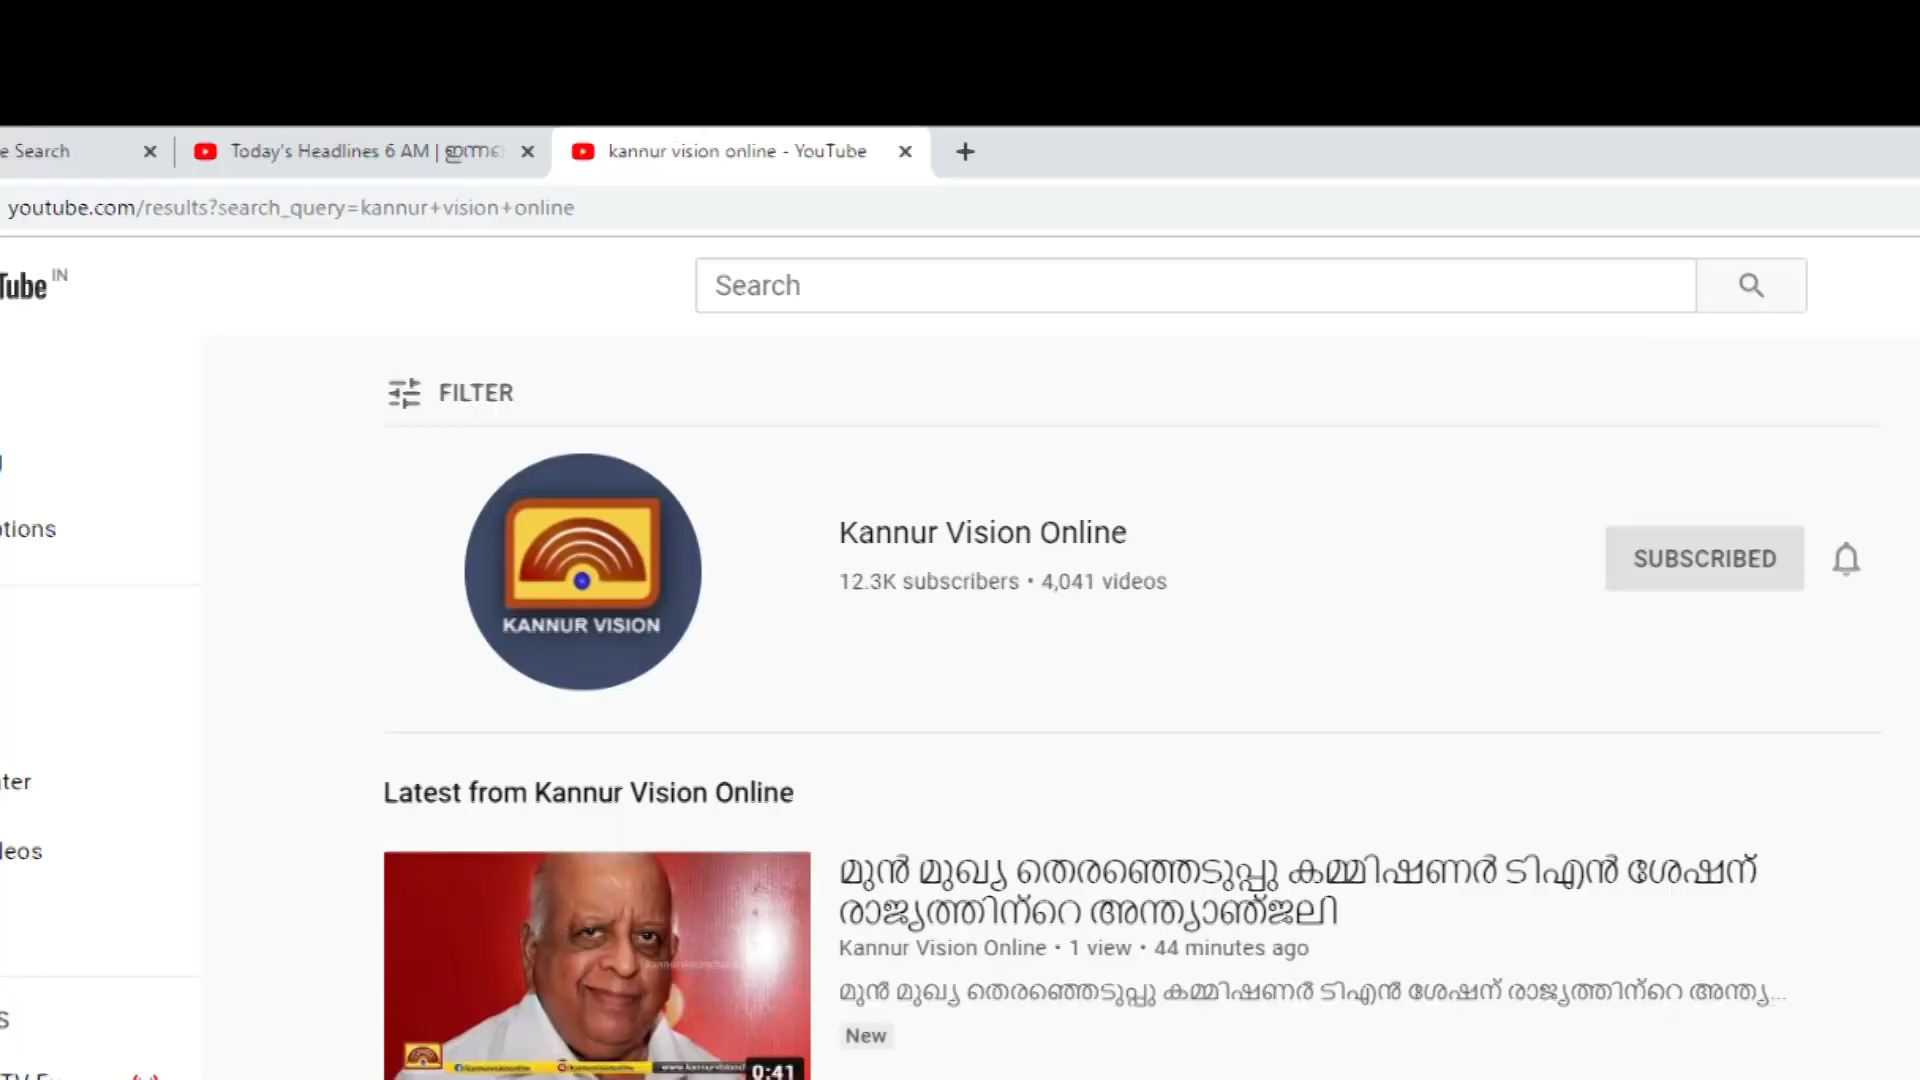 e Search
Today's Headlines 6 AM | ഇന്നത്
kannur vision online - YouTube
youtube.com/results?search_query=kannur+vision+online
Tube IN
Search
FILTER
Kannur Vision Online
12.3K subscribers • 4,041 videos
SUBSCRIBED
KANNUR VISION
tions
ter
leos
S
Latest from Kannur Vision Online
മുൻ മുഖ്യ തെരഞ്ഞെടുപ്പു കമ്മിഷണർ ടിഎൻ ശേഷന്
രാജ്യത്തിന്റെ അന്ത്യാഞ്ജലി
Kannur Vision Online • 1 view • 44 minutes ago
മുൻ മുഖ്യ തെരഞ്ഞെടുപ്പു കമ്മിഷണർ ടിഎൻ ശേഷന് രാജ്യത്തിന്റെ അന്ത്യ...
New
0:41